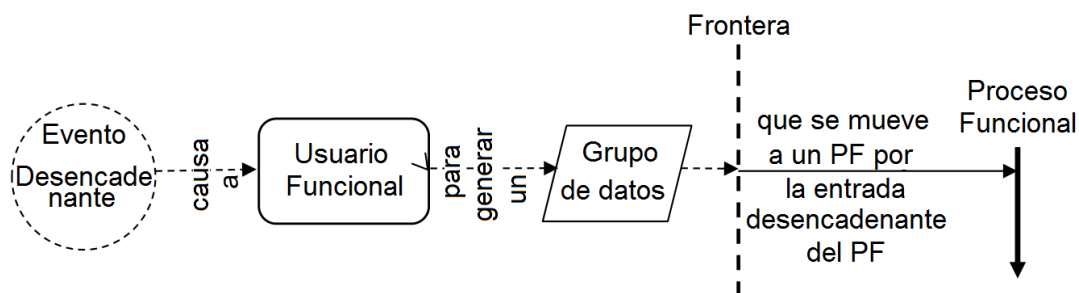 Evento
Desencade
nante
causa
a
Usuario
Funcional
para
generar
un
Grupo
de datos
Frontera
que se mueve
a un PF por
la entrada
desencadenante
del PF
Proceso
Funcional